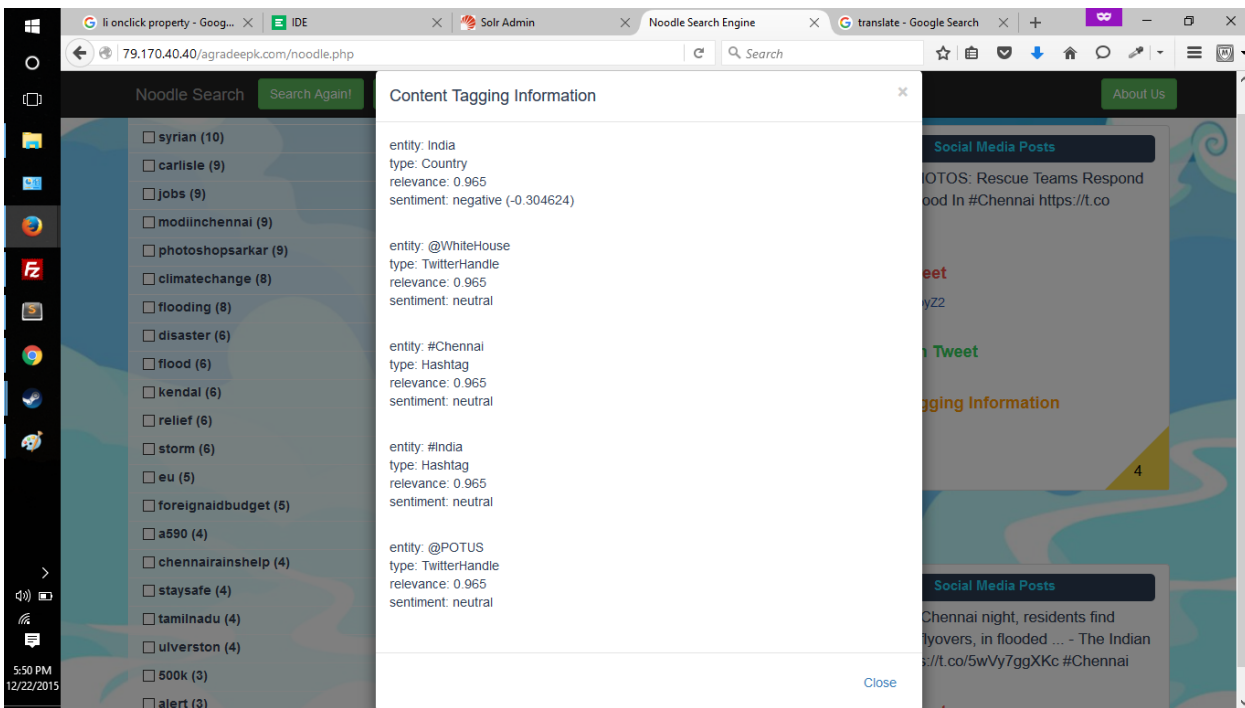 li onclick property - Goog...
IDE
Solr Admin
Noodle Search Engine
translate - Google Search
79.170.40.40/agradeepk.com/noodle.php
Search
Noodle Search
Search Again!
About Us
syrian (10)
carlisle (9)
jobs (9)
modiinchennai (9)
photoshopsarkar (9)
climatechange (8)
flooding (8)
disaster (6)
flood (6)
kendal (6)
relief (6)
storm (6)
eu (5)
foreignaidbudget (5)
a590 (4)
chennairainshelp (4)
staysafe (4)
tamilnadu (4)
ulverston (4)
500k (3)
alert (3)
Content Tagging Information
entity: India
type: Country
relevance: 0.965
sentiment: negative (-0.304624)
entity: @WhiteHouse
type: TwitterHandle
relevance: 0.965
sentiment: neutral
entity: #Chennai
type: Hashtag
relevance: 0.965
sentiment: neutral
entity: #India
type: Hashtag
relevance: 0.965
sentiment: neutral
entity: @POTUS
type: TwitterHandle
relevance: 0.965
sentiment: neutral
Close
Social Media Posts
IOTOS: Rescue Teams Respond
ood In #Chennai https://t.co
eet
yZ2
n Tweet
gging Information
4
Social Media Posts
Chennai night, residents find
lyovers, in flooded ... - The Indian
s://t.co/5wVy7ggXKc #Chennai
5:50 PM
12/22/2015